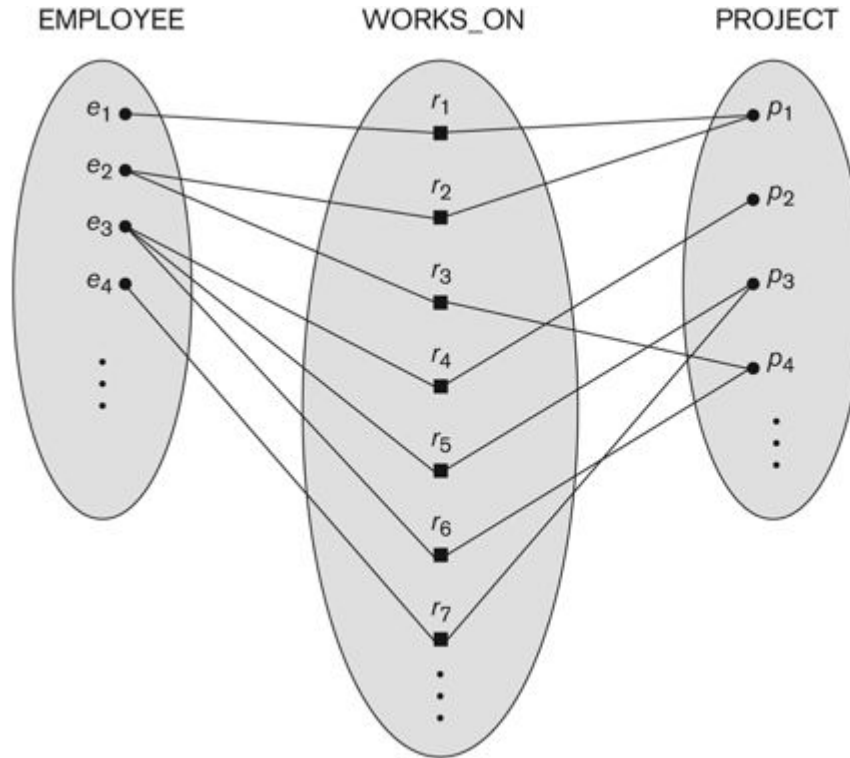 EMPLOYEE WORKS_ON PROJECT
e1
e2
e3
e4
r1
r2
r3
r4
r5
r6
r7
p1
p2
p3
p4